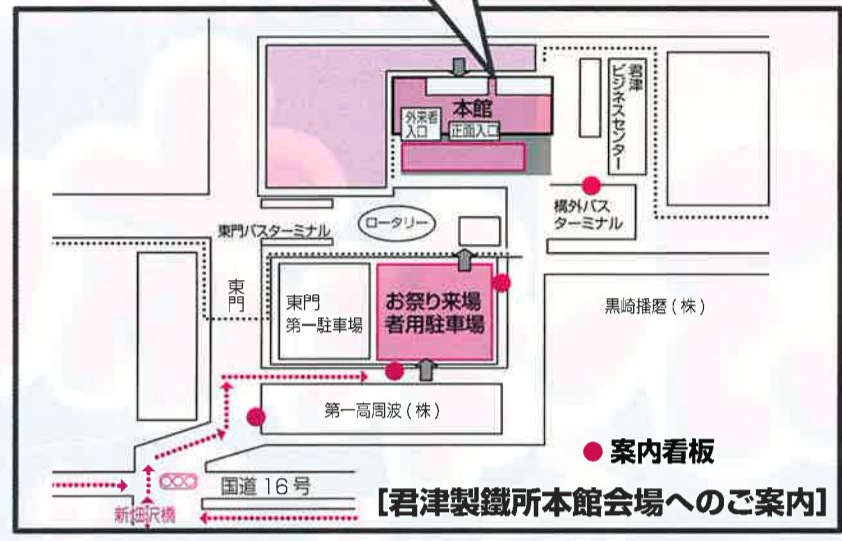 本館
外来者
入口
正面入口
君津
ビジネスセンター
構外バス
ターミナル
ロータリー
東門バスターミナル
東門
東門
第一駐車場
お祭り来場
者用駐車場
黒崎播磨(株)
第一高周波(株)
案内看板
国道16号
新畑沢橋
[君津製鐵所本館会場へのご案内]